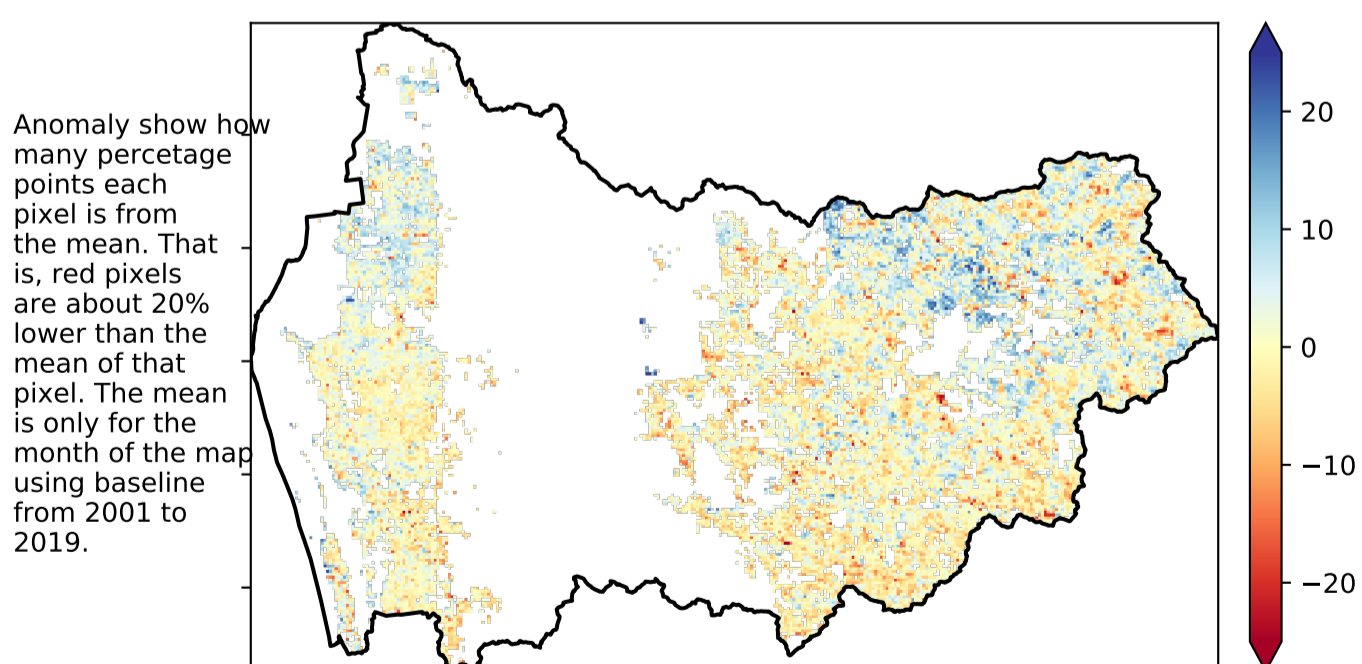 Anomaly show how
many percetage
points each
pixel is from
the mean. That
is, red pixels
are about 20%
lower than the
mean of that
pixel. The mean
is only for the
month of the map
using baseline
from 2001 to
2019.
20
10
0
−10
−20